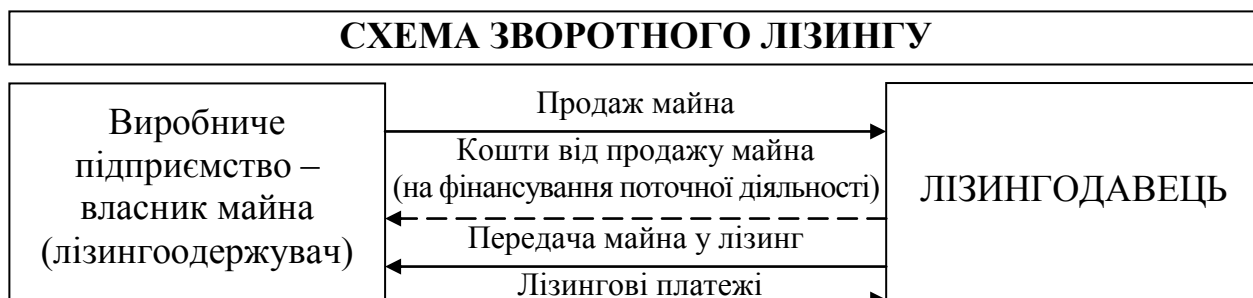 СХЕМА ЗВОРОТНОГО ЛІЗИНГУ
Виробниче
підприємство –
власник майна
(лізингоодержувач)
Продаж майна
Кошти від продажу майна
(на фінансування поточної діяльності)
Передача майна у лізинг
Лізингові платежі
ЛІЗИНГОДАВЕЦЬ